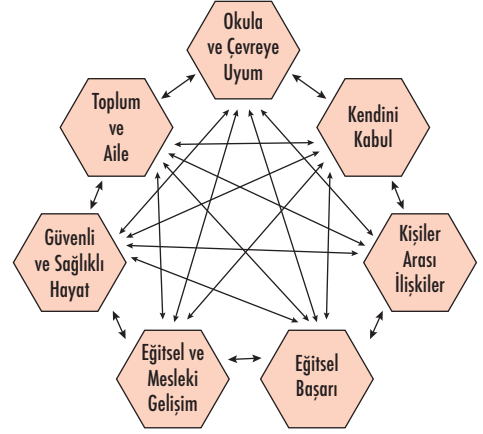 Okula
ve Çevreye
Uyum
Toplum
ve
Aile
Kendini
Kabul
Güvenli
ve Sağlıklı
Hayat
Kişiler
Arası
İlişkiler
Eğitsel ve
Mesleki
Gelişim
Eğitsel
Başarı